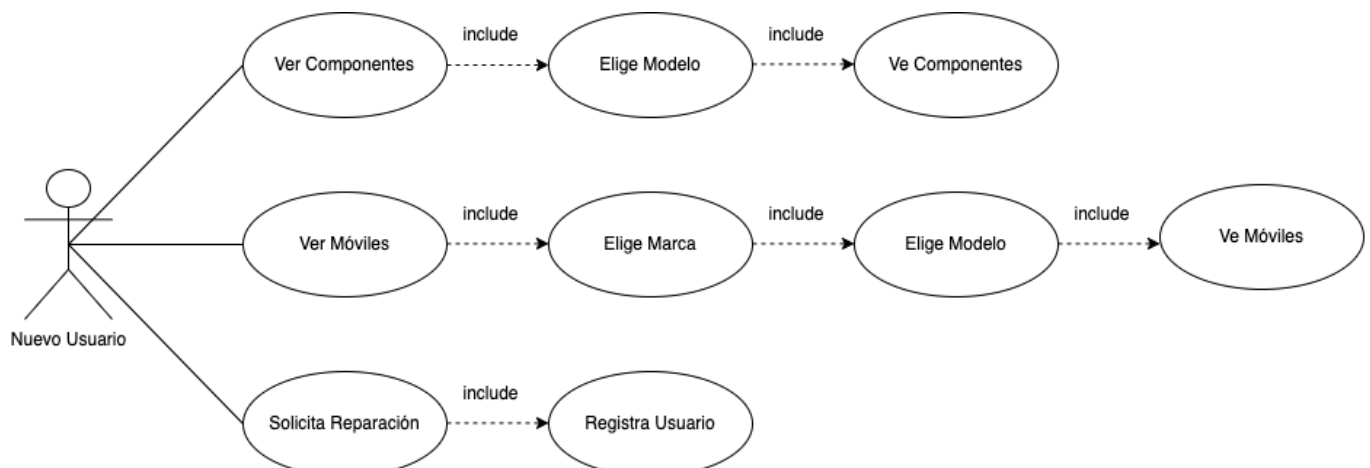 include
include
Ver Componentes
Elige Modelo
Ve Componentes
include
include
include
Ver Móviles
Elige Marca
Elige Modelo
Ve Móviles
Nuevo Usuario
include
Solicita Reparación
Registra Usuario